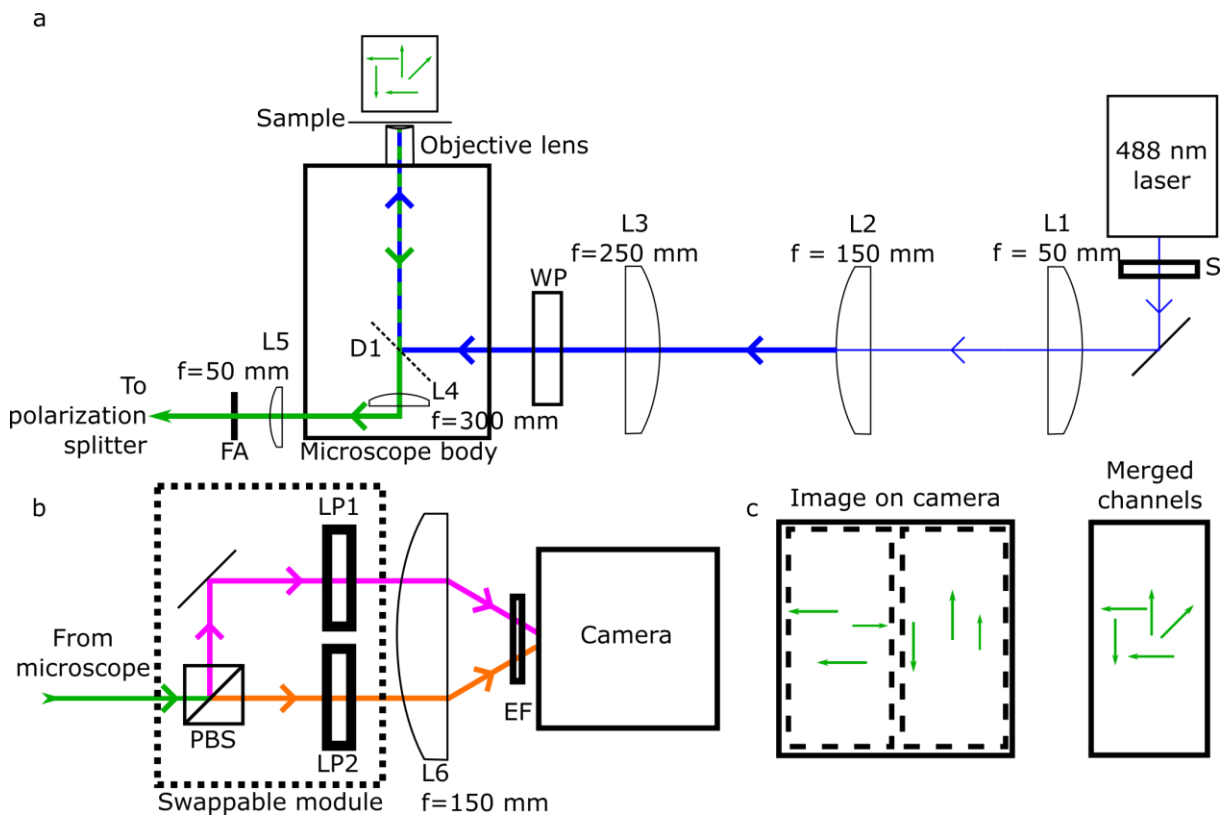 a
Sample
Objective lens
488 nm
laser
S
L3
f=250 mm
L2
f = 150 mm
L1
f = 50 mm
WP
D1
L5
f=50 mm
L4
f=300 mm
To
polarization
splitter
FA
Microscope body
b
LP1
From
microscope
PBS
LP2
Swappable module
L6
f=150 mm
EF
Camera
c
Image on camera
Merged
channels